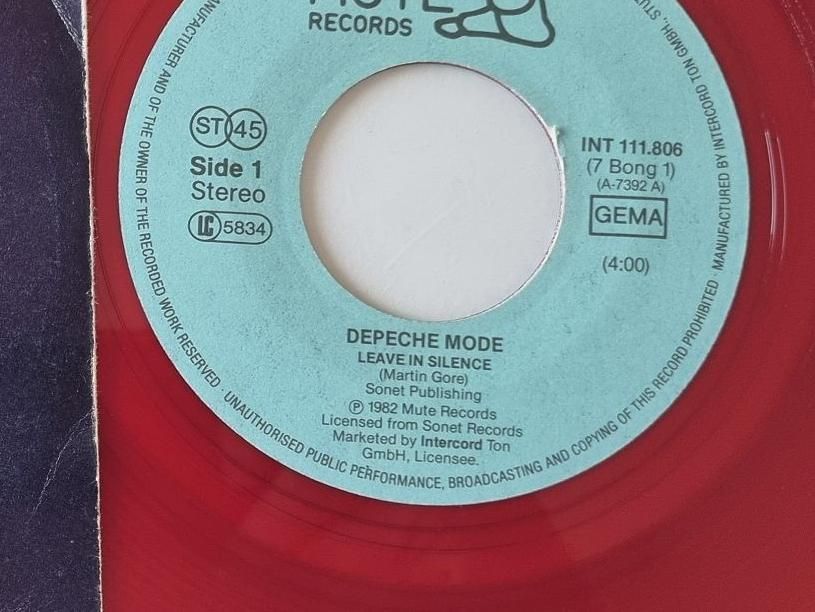 MUTE
RECORDS
ST 45
Side 1
Stereo
LC 5834
INT 111.806
(7 Bong 1)
(A-7392 A)
GEMA
(4:00)
DEPECHE MODE
LEAVE IN SILENCE
(Martin Gore)
Sonet Publishing
℗ 1982 Mute Records
Licensed from Sonet Records
Marketed by Intercord Ton
GmbH, Licensee.
MANUFACTURER AND OF THE OWNER OF THE RECORDED WORK RESERVED · UNAUTHORISED PUBLIC PERFORMANCE, BROADCASTING AND COPYING OF THIS RECORD PROHIBITED · MANUFACTURED BY INTERCORD TON GMBH,